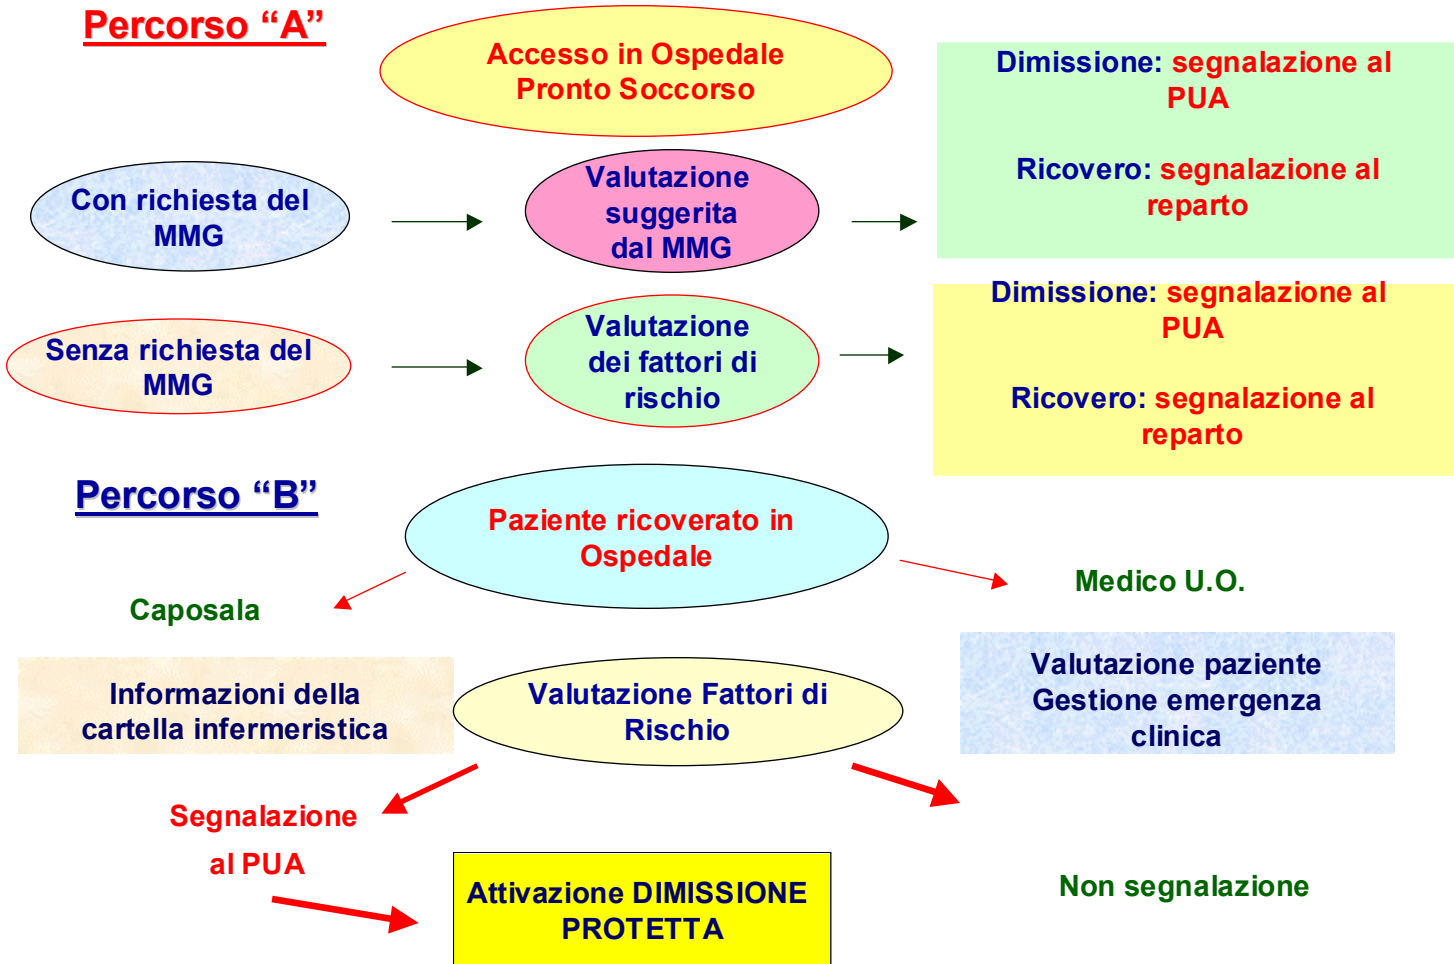 Percorso “A”
Accesso in Ospedale
Pronto Soccorso
Dimissione: segnalazione al
PUA
Ricovero: segnalazione al
reparto
Con richiesta del
MMG
Valutazione
suggerita
dal MMG
Senza richiesta del
MMG
Valutazione
dei fattori di
rischio
Dimissione: segnalazione al
PUA
Ricovero: segnalazione al
reparto
Percorso “B”
Paziente ricoverato in
Ospedale
Caposala
Medico U.O.
Informazioni della
cartella infermeristica
Valutazione Fattori di
Rischio
Valutazione paziente
Gestione emergenza
clinica
Segnalazione
al PUA
Attivazione DIMISSIONE
PROTETTA
Non segnalazione